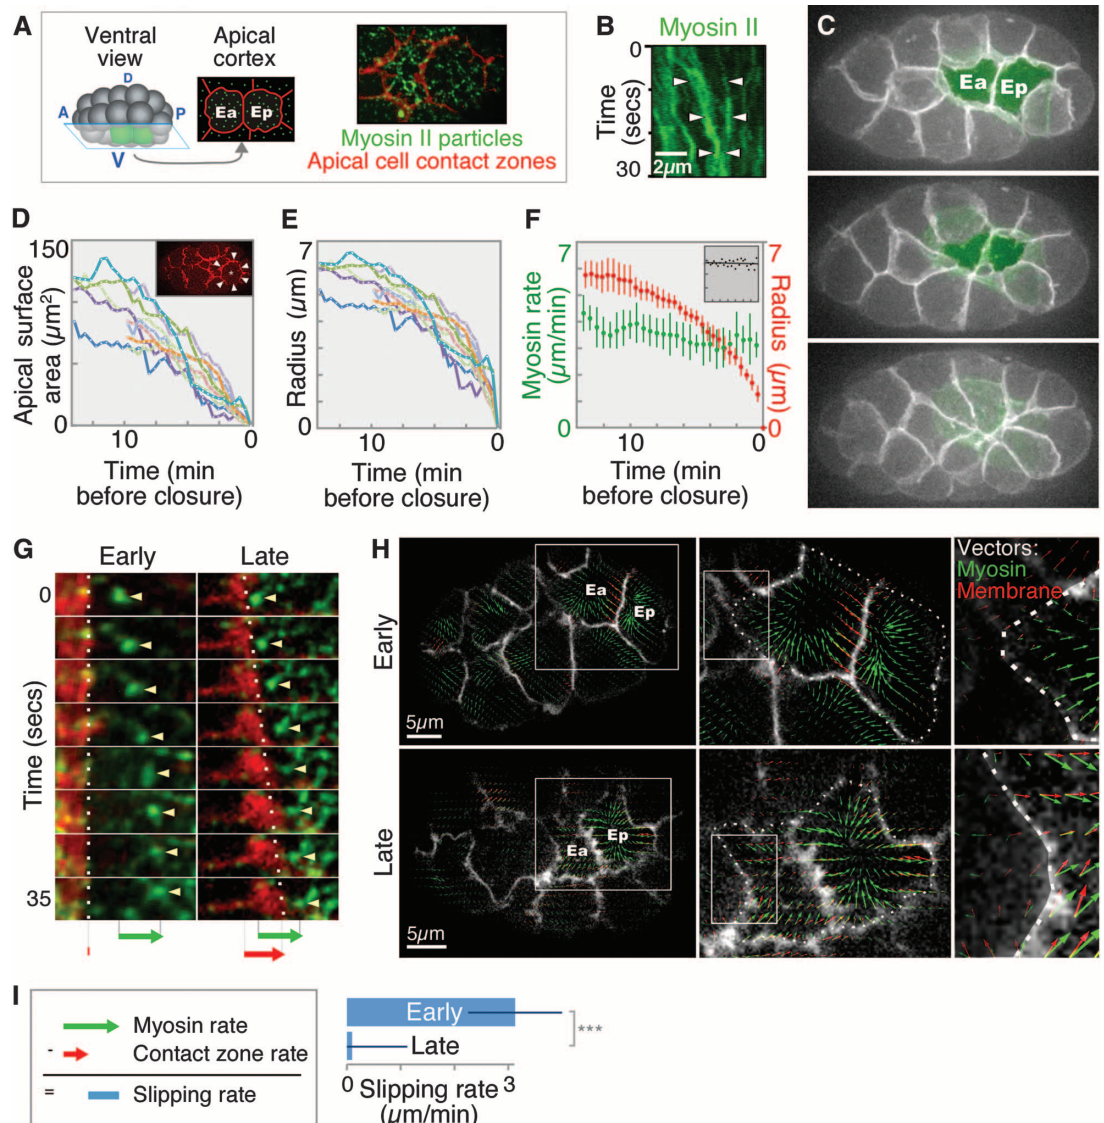 A
Ventral
view
Apical
cortex
D
A
P
V
Ea
Ep
Myosin II particles
Apical cell contact zones
B
Myosin II
0
Time
(secs)
30
2µm
C
Ea
Ep
D
150
Apical surface
area (µm²)
0
10
0
Time (min
before closure)
*
E
7
Radius (µm)
0
10
0
Time (min
before closure)
F
7
Myosin rate
(µm/min)
0
7
Radius (µm)
0
10
0
Time (min
before closure)
G
Early
Late
0
Time (secs)
35
H
Early
Ea
Ep
5µm
Vectors:
Myosin
Membrane
Late
Ea
Ep
5µm
I
Myosin rate
- Contact zone rate
= Slipping rate
Early
Late
***
0
3
Slipping rate
(µm/min)